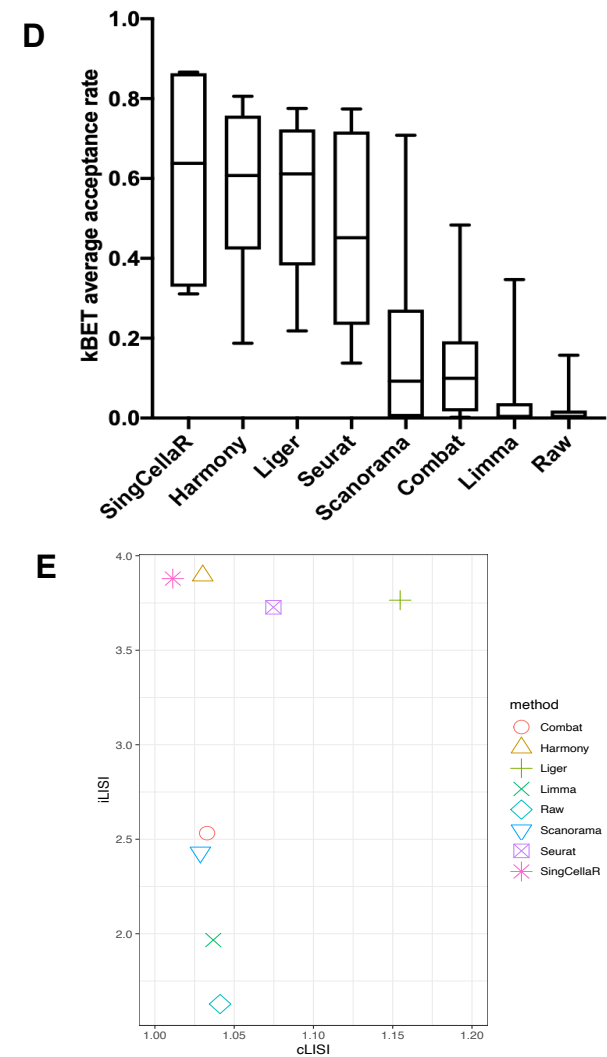 D
kBET average acceptance rate
1.0
0.8
0.6
0.4
0.2
0.0
SingCellaR
Harmony
Liger
Seurat
Scanorama
Combat
Limma
Raw
E
iLISI
4.0
3.5
3.0
2.5
2.0
1.00
1.05
1.10
1.15
1.20
cLISI
method
Combat
Harmony
Liger
Limma
Raw
Scanorama
Seurat
SingCellaR